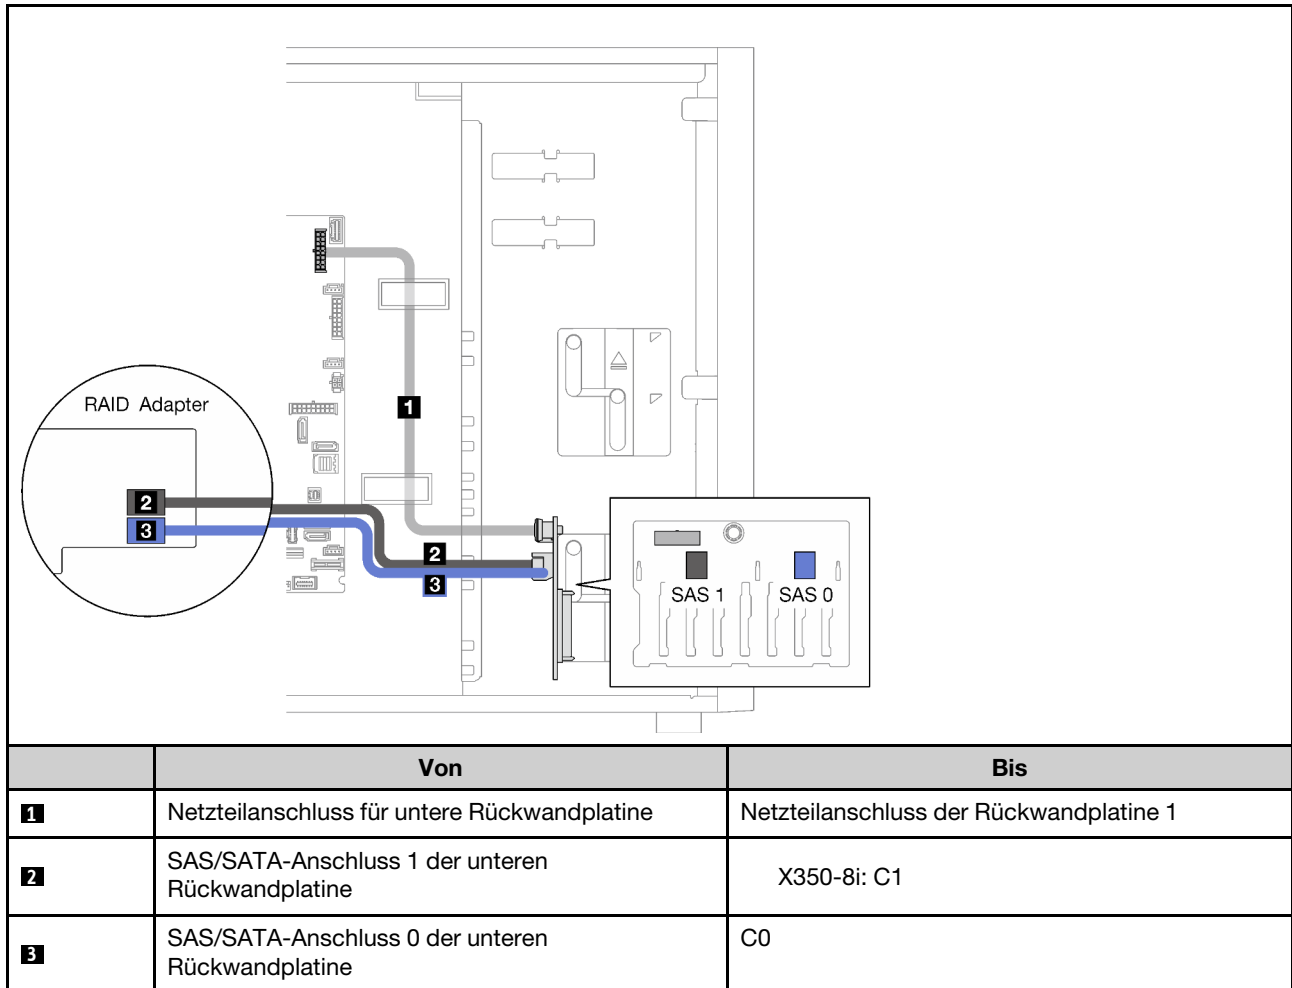 RAID Adapter
1
2
3
2
3
SAS 1 SAS 0
Von Bis
1 Netzteilanschluss für untere Rückwandplatine Netzteilanschluss der Rückwandplatine 1
2 SAS/SATA-Anschluss 1 der unteren
Rückwandplatine X350-8i: C1
3 SAS/SATA-Anschluss 0 der unteren
Rückwandplatine C0